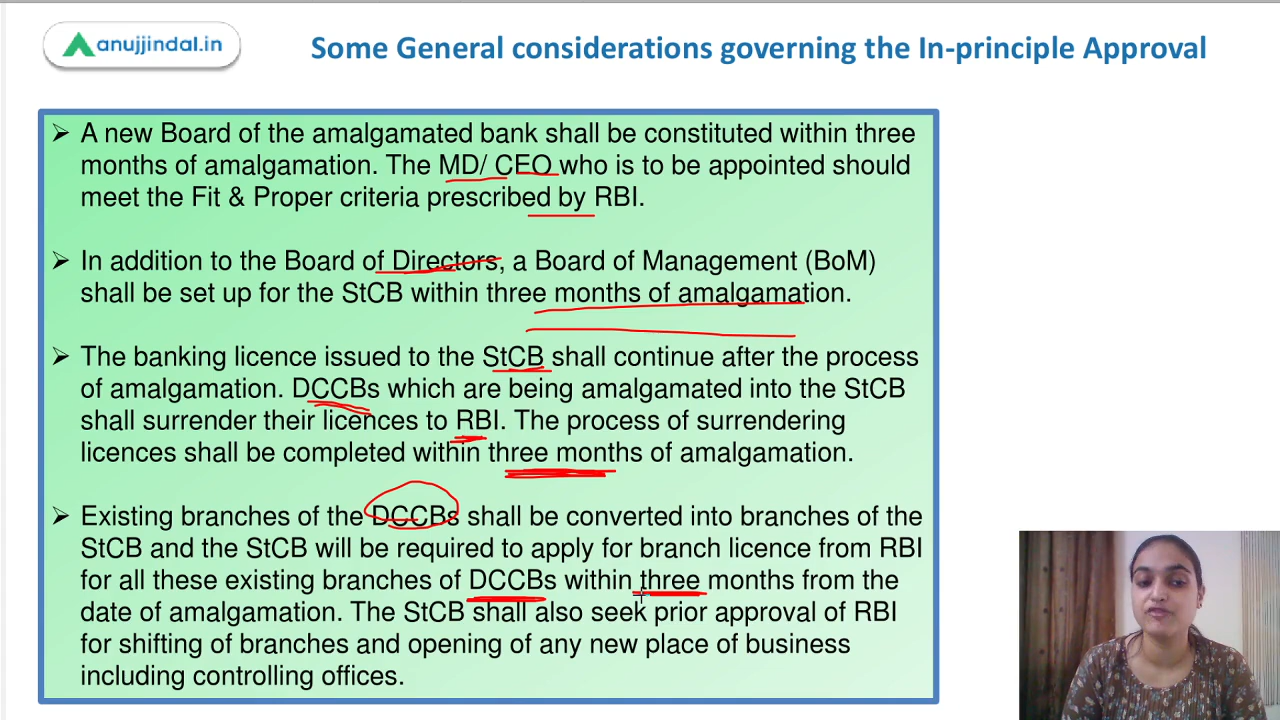 anujjindal.in
Some General considerations governing the In-principle Approval
➢ A new Board of the amalgamated bank shall be constituted within three
months of amalgamation. The MD/ CEO who is to be appointed should
meet the Fit & Proper criteria prescribed by RBI.
➢ In addition to the Board of Directors, a Board of Management (BoM)
shall be set up for the StCB within three months of amalgamation.
➢ The banking licence issued to the StCB shall continue after the process
of amalgamation. DCCBs which are being amalgamated into the StCB
shall surrender their licences to RBI. The process of surrendering
licences shall be completed within three months of amalgamation.
➢ Existing branches of the DCCBs shall be converted into branches of the
StCB and the StCB will be required to apply for branch licence from RBI
for all these existing branches of DCCBs within three months from the
date of amalgamation. The StCB shall also seek prior approval of RBI
for shifting of branches and opening of any new place of business
including controlling offices.